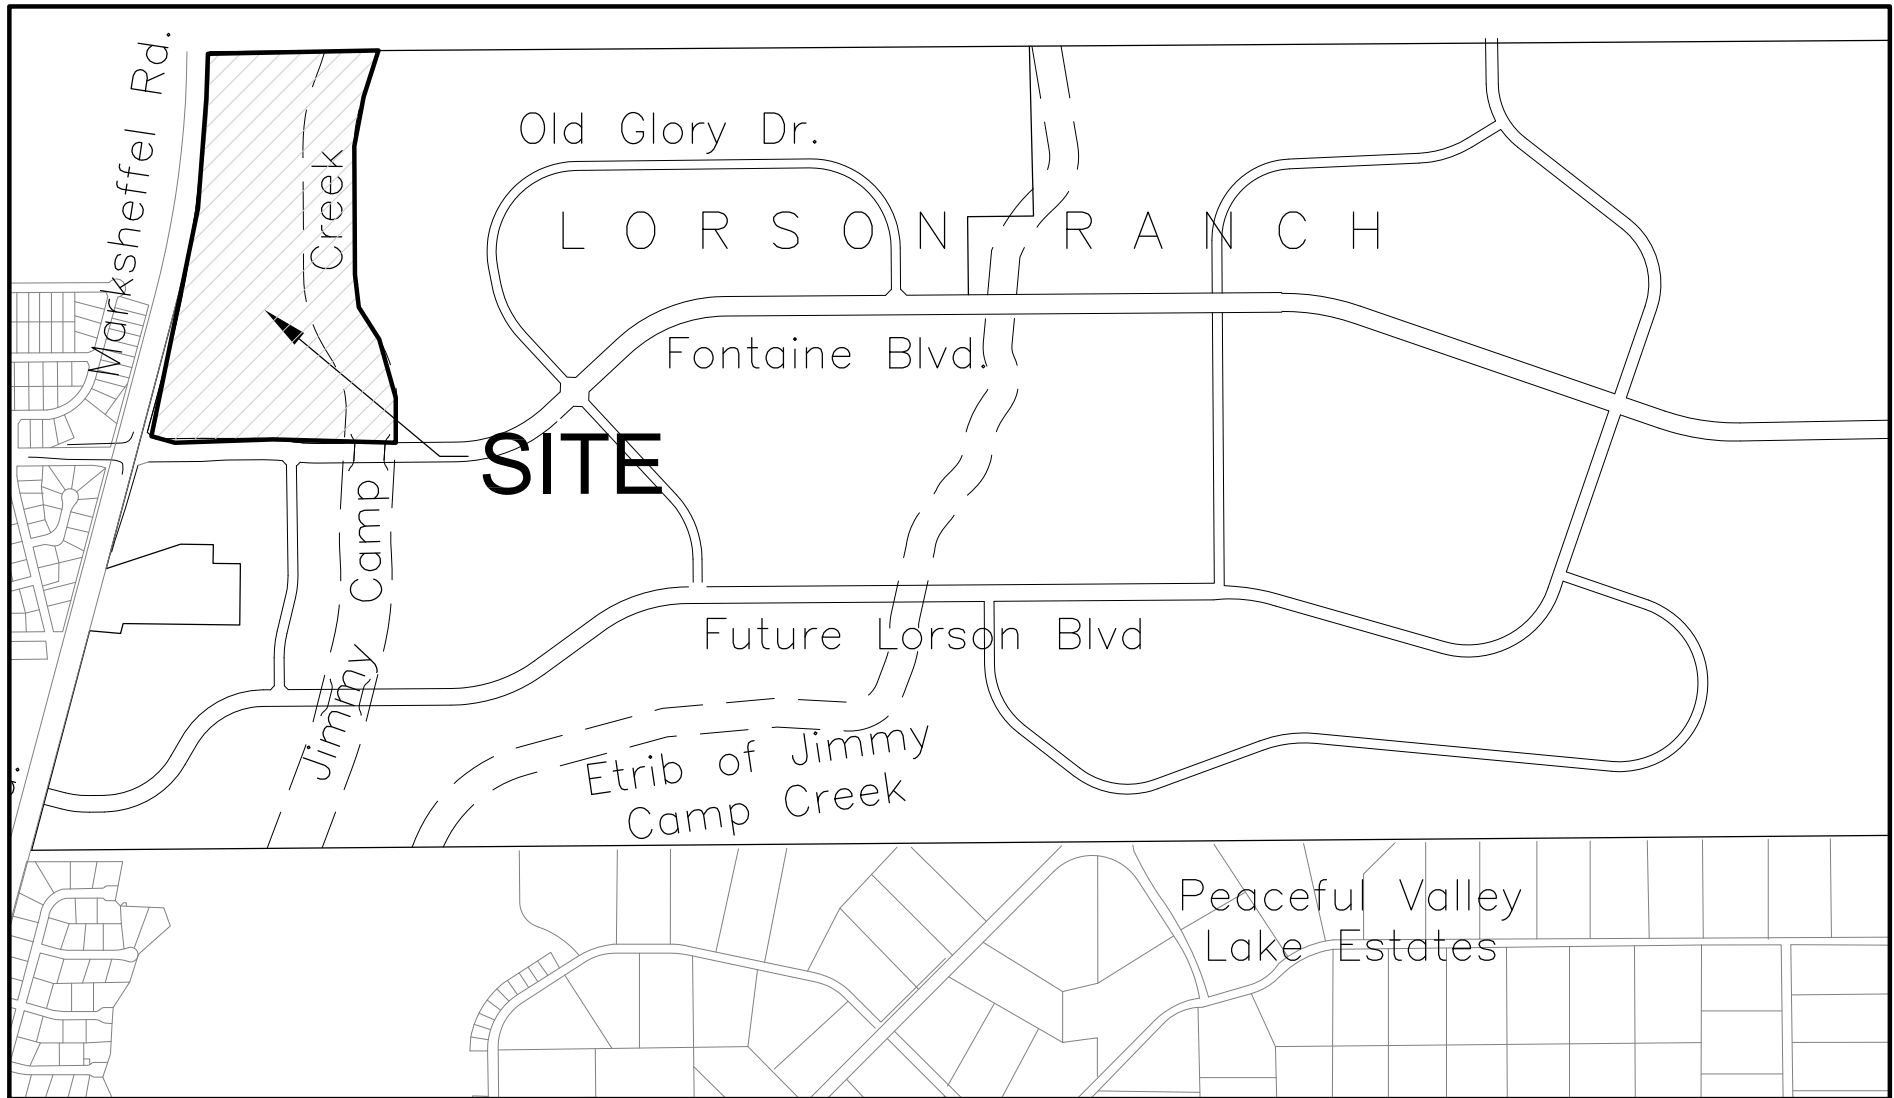 Marksheffel Rd.
Creek
Old Glory Dr.
LORSON RANCH
Fontaine Blvd.
SITE
Jimmy Camp
Future Lorson Blvd
Etrib of Jimmy
Camp Creek
Peaceful Valley
Lake Estates